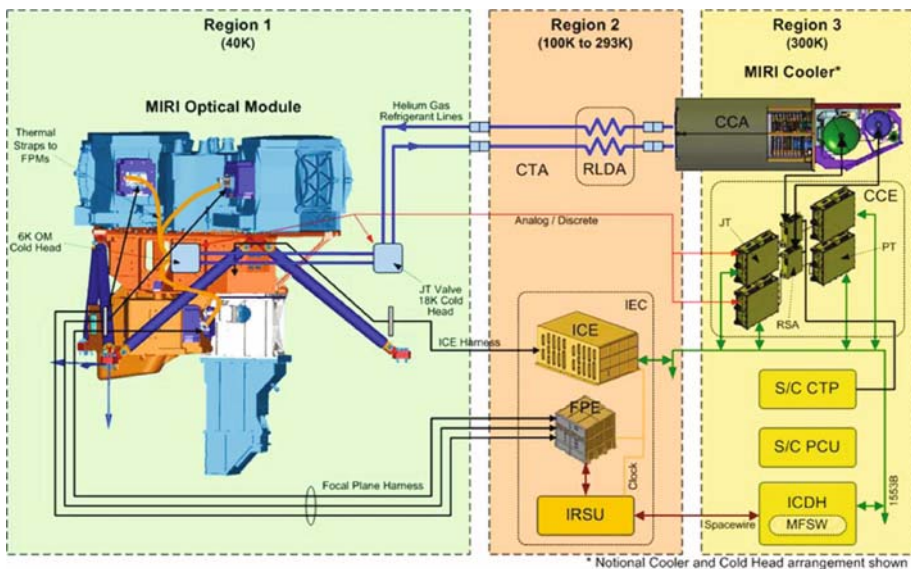 Region 1
(40K)
Region 2
(100K to 293K)
Region 3
(300K)
MIRI Optical Module
MIRI Cooler*
Helium Gas
Refrigerant Lines
Thermal
Straps to
FPMs
CTA
RLDA
CCA
CCE
JT
PT
RSA
Analog / Discrete
6K OM
Cold Head
JT Valve
18K Cold
Head
ICE Harness
IEC
ICE
FPE
Clock
IRSU
Focal Plane Harness
S/C CTP
S/C PCU
1553B
Spacewire
ICDH
MFSW
* Notional Cooler and Cold Head arrangement shown